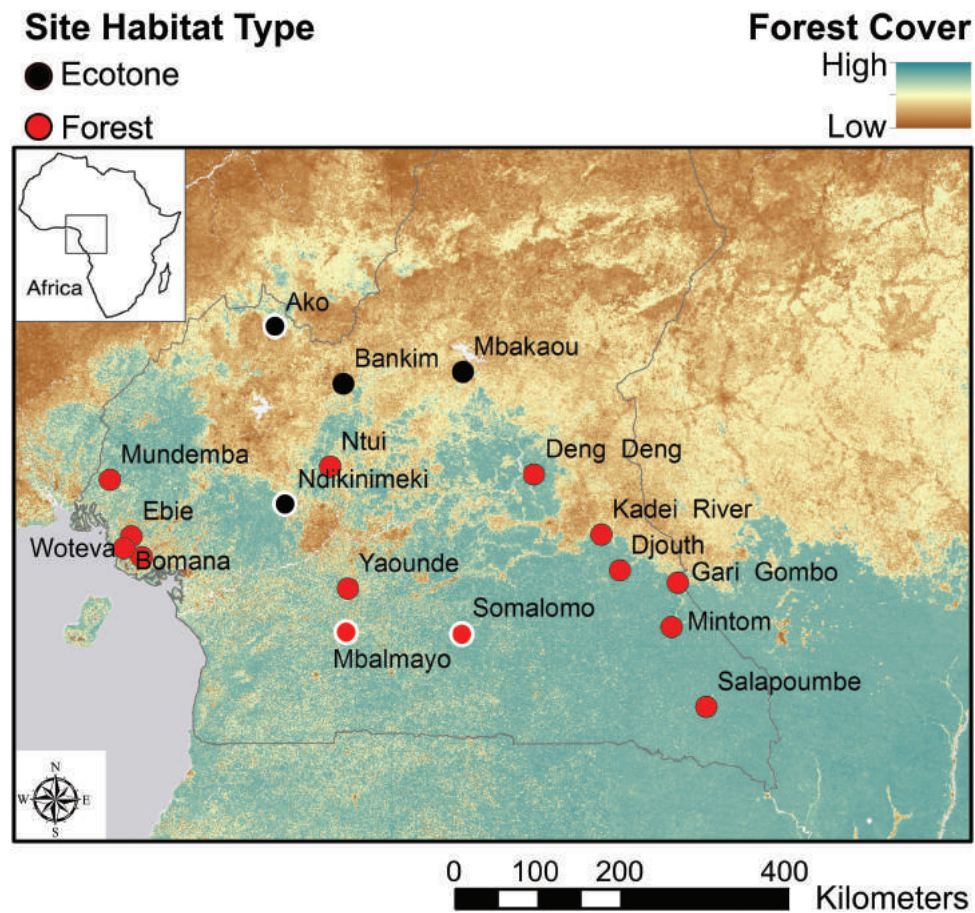 Site Habitat Type
Ecotone
Forest
Forest Cover
High
Low
Africa
Ako
Bankim
Mbakaou
Mundemba
Ntui
Deng Deng
Ndikinimeki
Ebie
Kadei River
Woteva
Bomana
Djouth
Yaounde
Gari Gombo
Somalomo
Mintom
Mbalmayo
Salapoumbe
N
W E
S
0 100 200 400
Kilometers